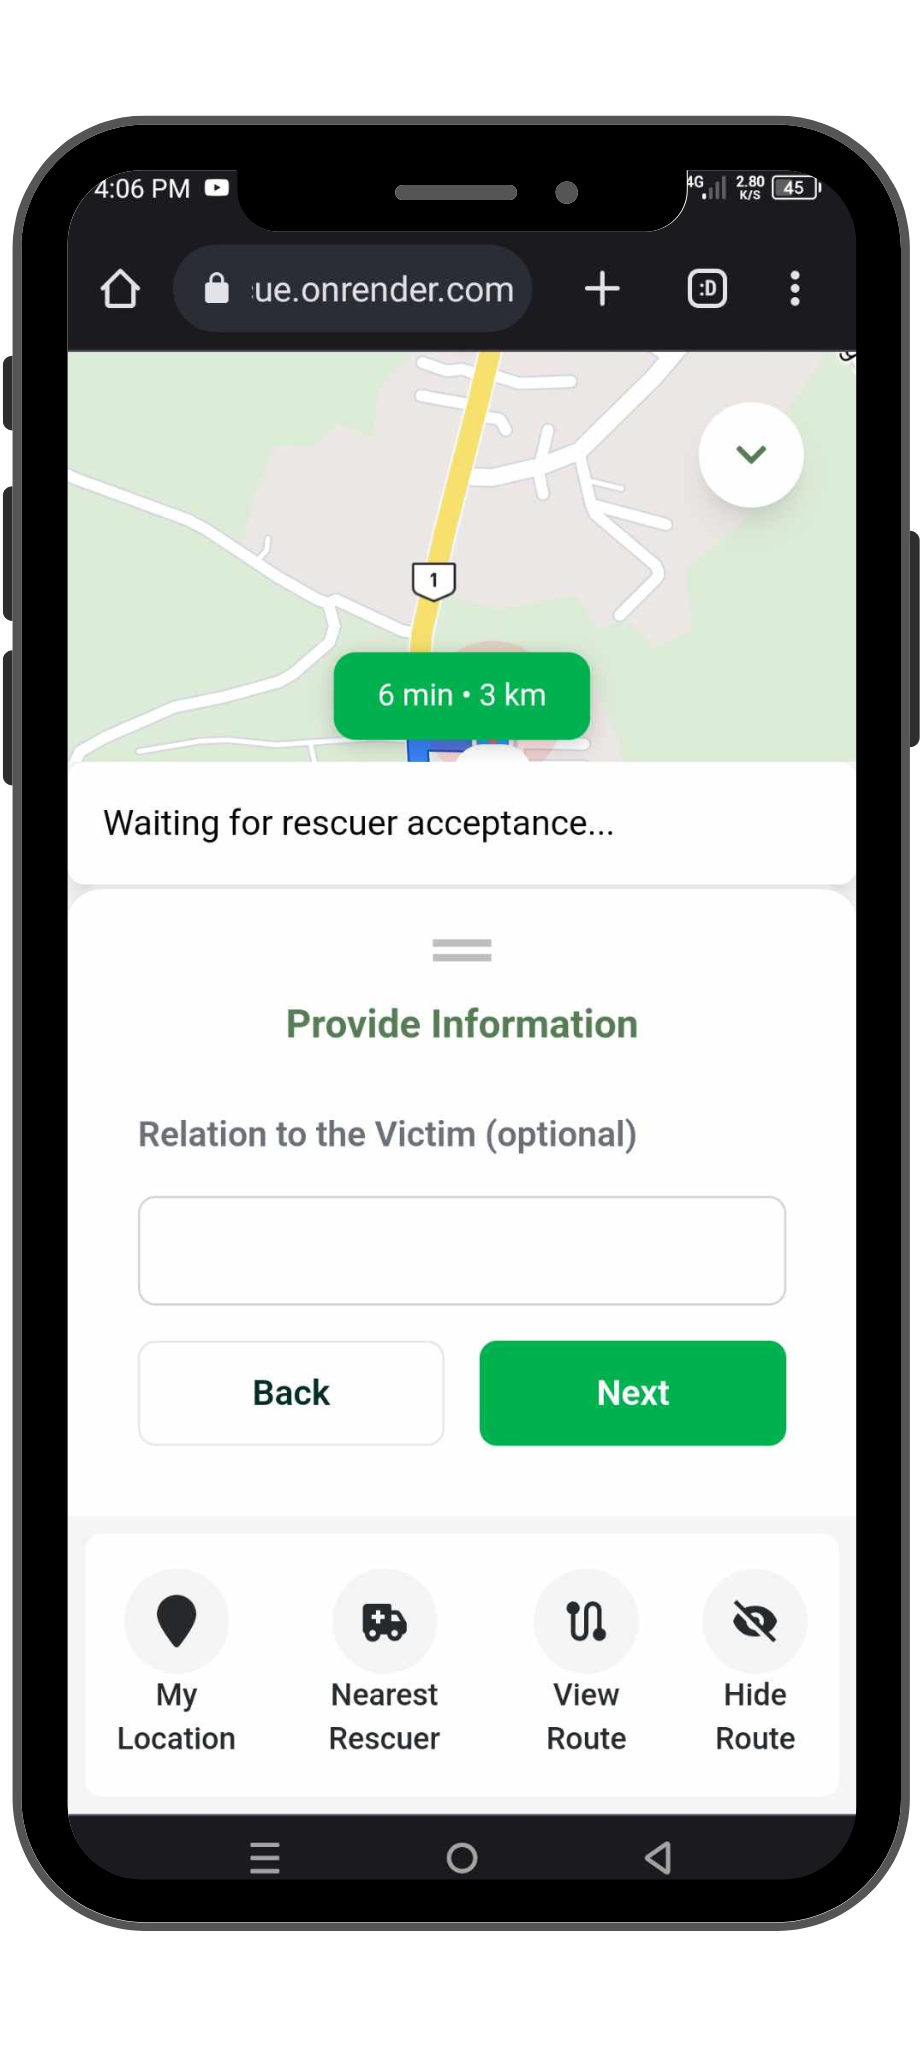 4:06 PM
4G
2.80
K/S
45
ue.onrender.com
:D
1
6 min • 3 km
Waiting for rescuer acceptance...
Provide Information
Relation to the Victim (optional)
Back
Next
My
Location
Nearest
Rescuer
View
Route
Hide
Route